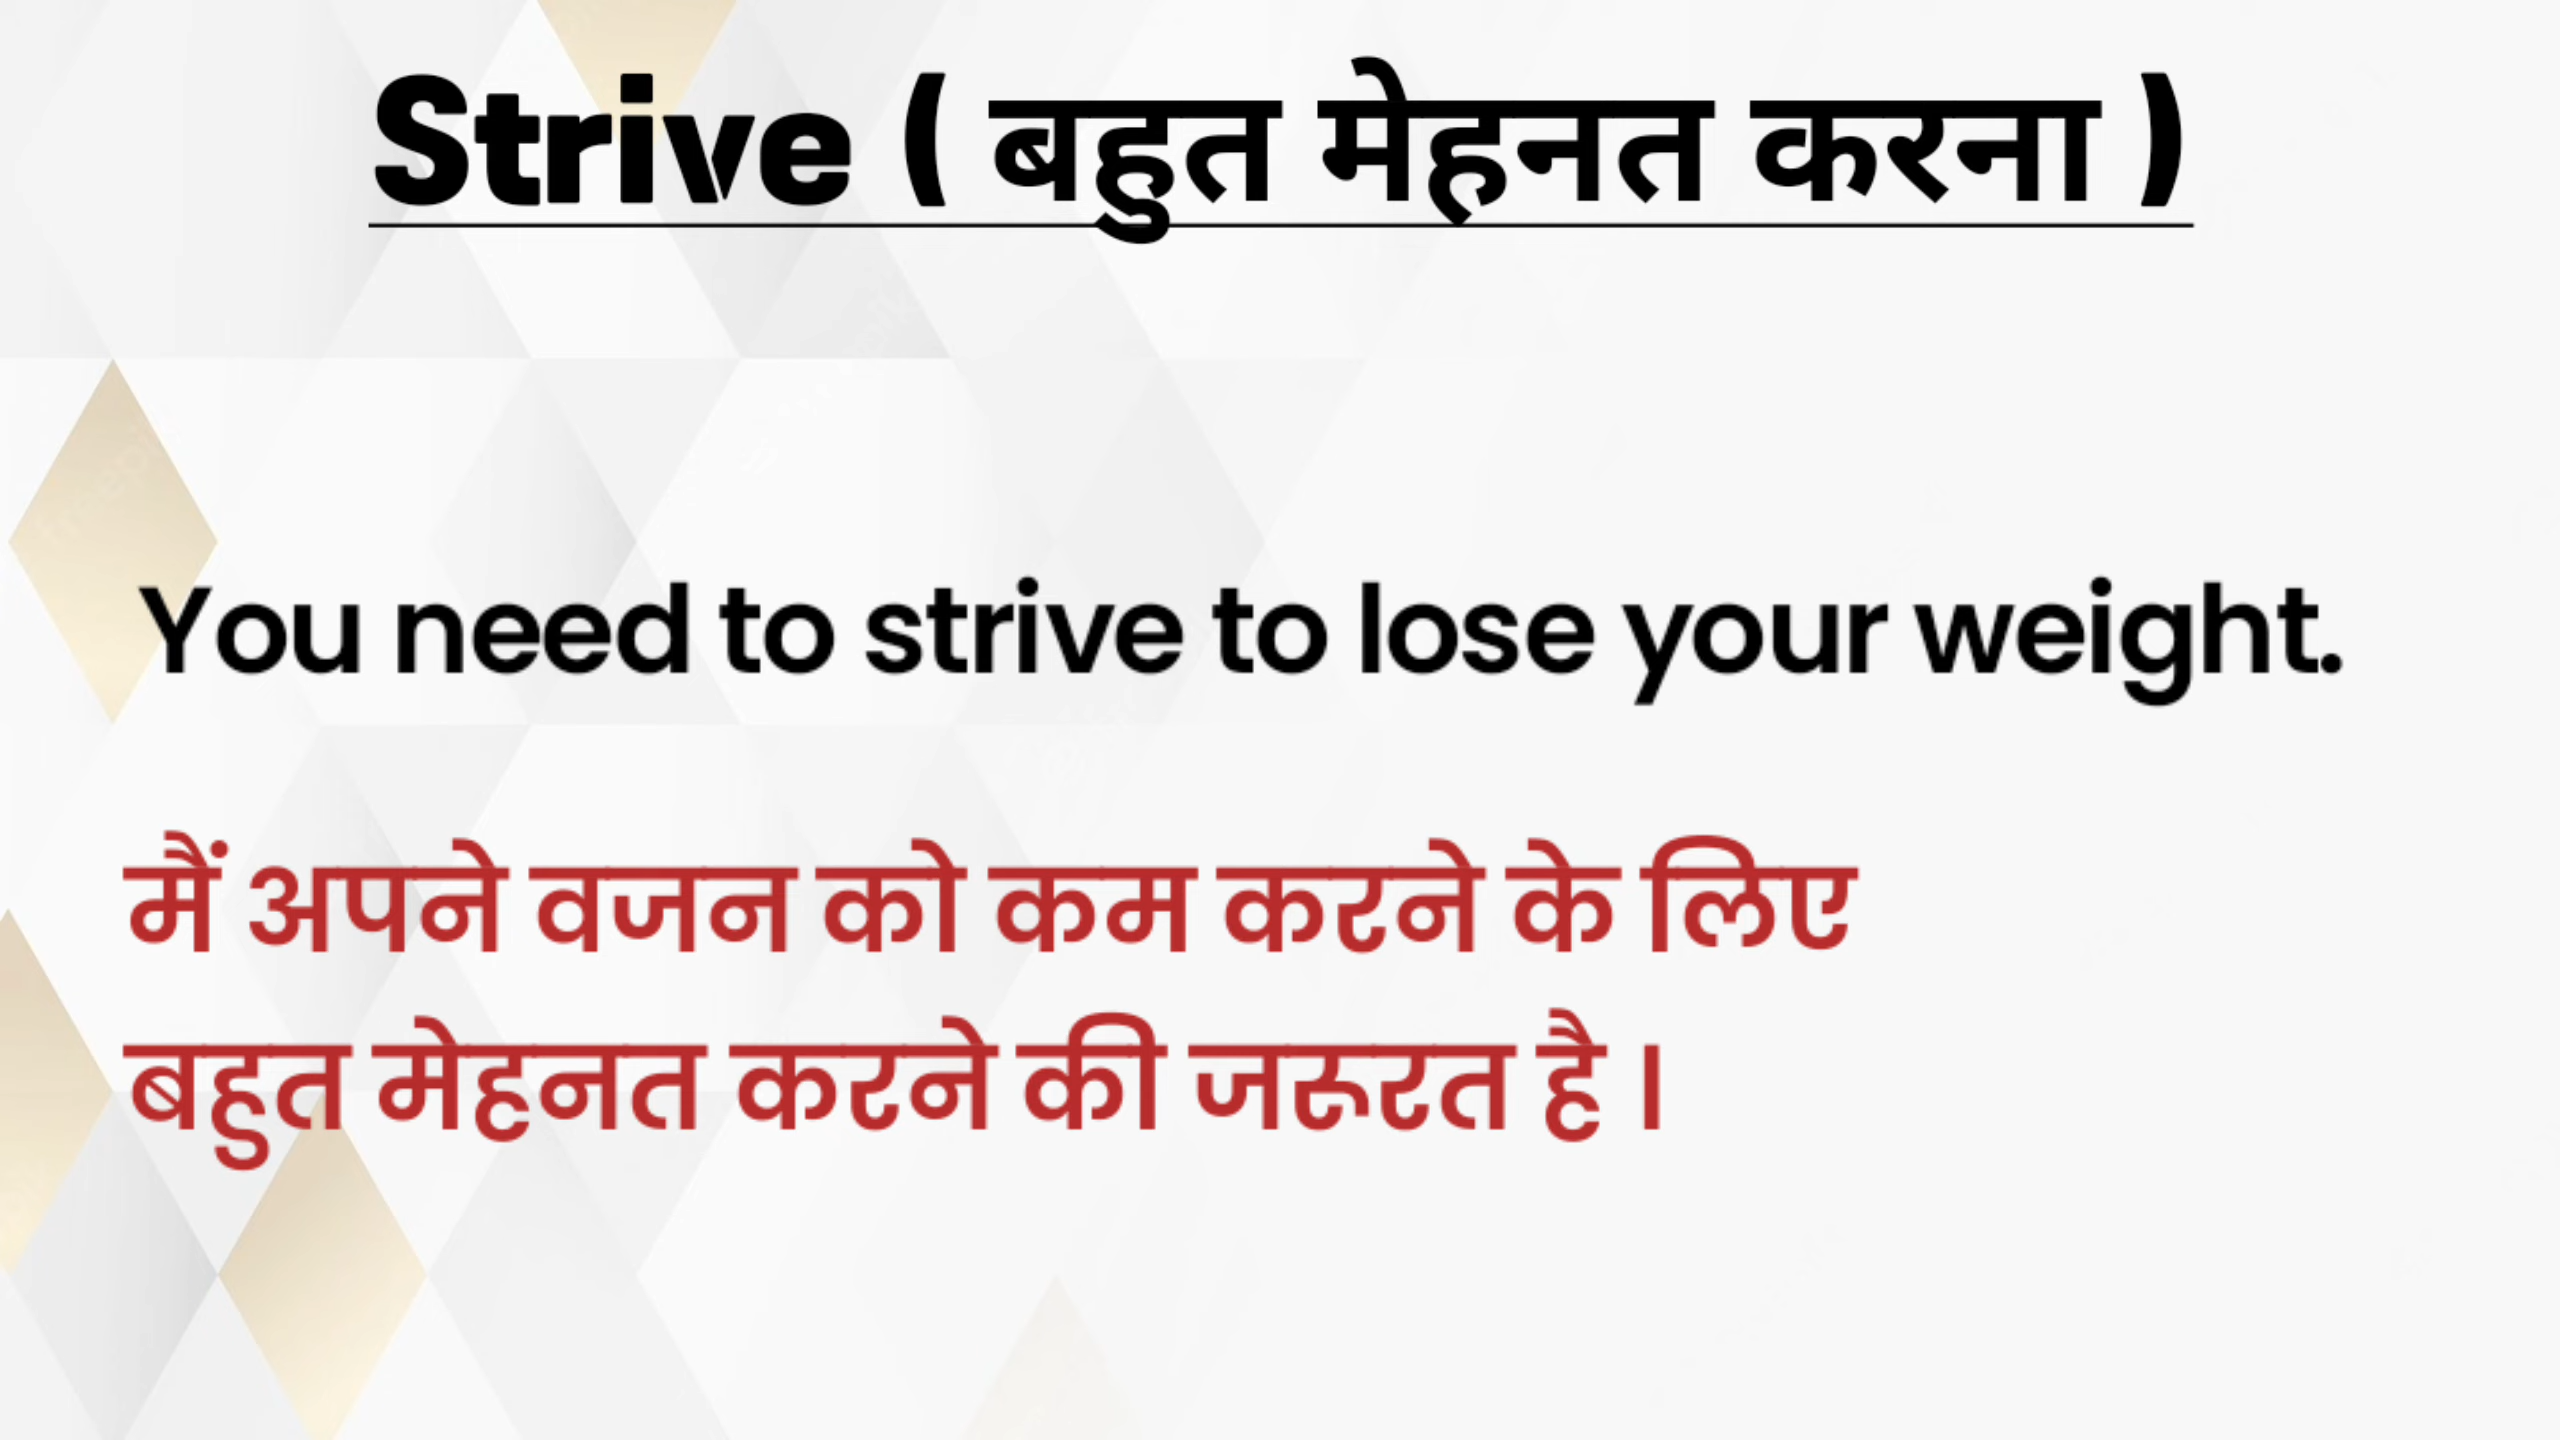 Strive ( बहुत मेहनत करना )
You need to strive to lose your weight.
मैं अपने वजन को कम करने के लिए
बहुत मेहनत करने की जरूरत है ।